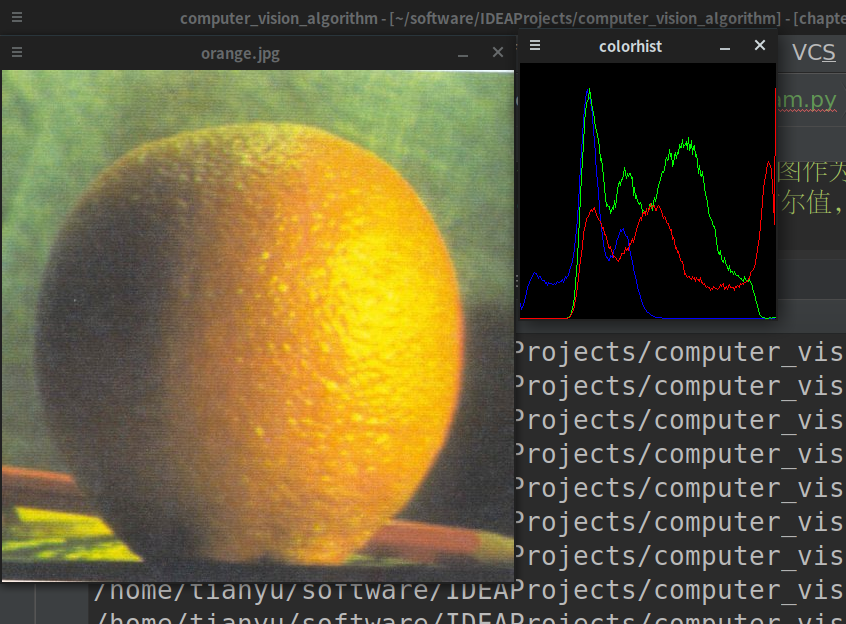 computer_vision_algorithm - [~/software/IDEAProjects/computer_vision_algorithm] - [chapte
orange.jpg
colorhist
VCS
am.py
图作为
尔值，
Projects/computer_vis
Projects/computer_vis
Projects/computer_vis
Projects/computer_vis
Projects/computer_vis
Projects/computer_vis
Projects/computer_vis
/home/tianyu/software/IDEAProjects/computer_vis
/home/tianyu/software/IDEAProjects/computer_vis